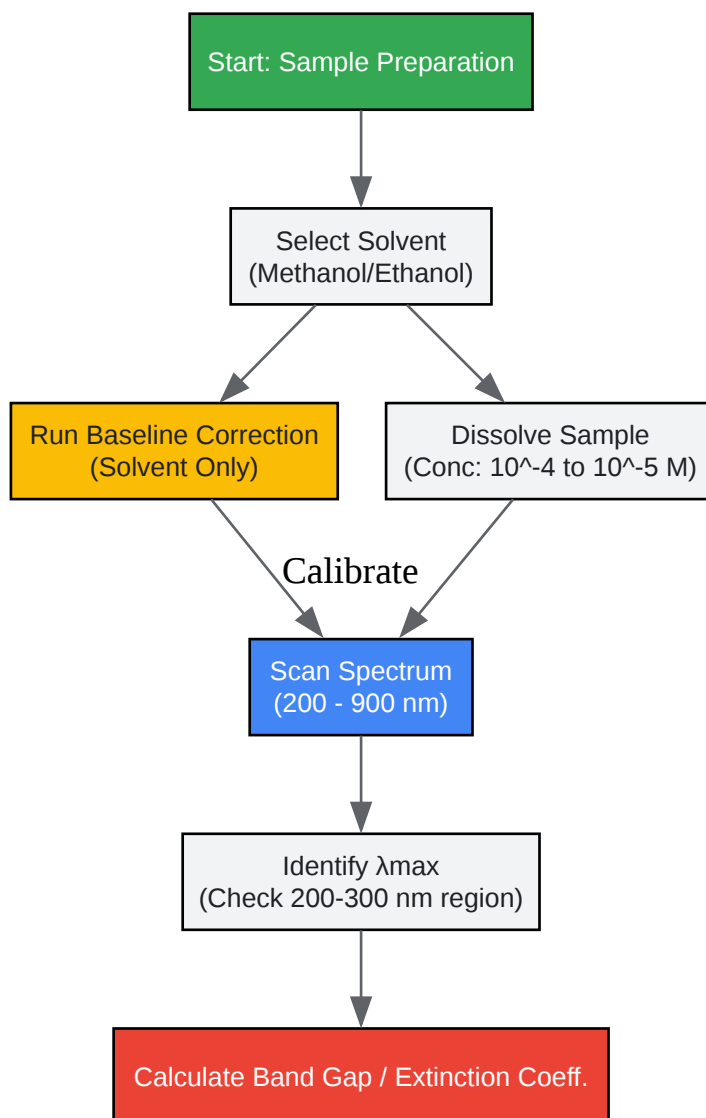 Start: Sample Preparation
Select Solvent
(Methanol/Ethanol)
Run Baseline Correction
(Solvent Only)
Dissolve Sample
(Conc: 10^-4 to 10^-5 M)
Calibrate
Scan Spectrum
(200 - 900 nm)
Identify λmax
(Check 200-300 nm region)
Calculate Band Gap / Extinction Coeff.